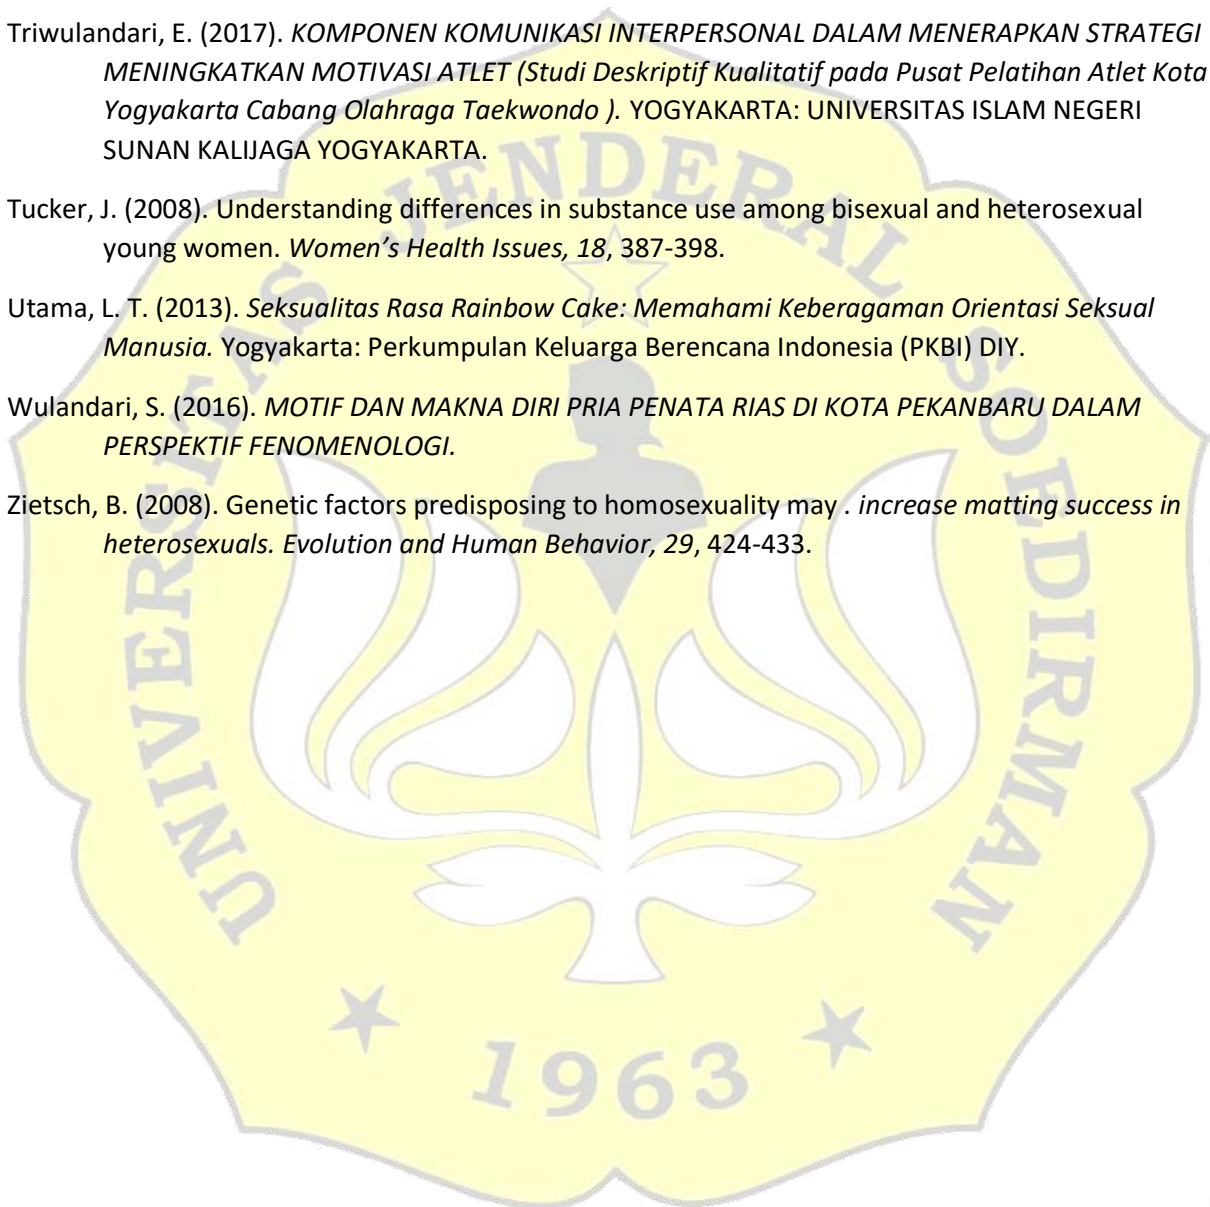 Triwulandari, E. (2017). KOMPONEN KOMUNIKASI INTERPERSONAL DALAM MENERAPKAN STRATEGI
MENINGKATKAN MOTIVASI ATLET (Studi Deskriptif Kualitatif pada Pusat Pelatihan Atlet Kota
Yogyakarta Cabang Olahraga Taekwondo ). YOGYAKARTA: UNIVERSITAS ISLAM NEGERI
SUNAN KALIJAGA YOGYAKARTA.
Tucker, J. (2008). Understanding differences in substance use among bisexual and heterosexual
young women. Women’s Health Issues, 18, 387-398.
Utama, L. T. (2013). Seksualitas Rasa Rainbow Cake: Memahami Keberagaman Orientasi Seksual
Manusia. Yogyakarta: Perkumpulan Keluarga Berencana Indonesia (PKBI) DIY.
Wulandari, S. (2016). MOTIF DAN MAKNA DIRI PRIA PENATA RIAS DI KOTA PEKANBARU DALAM
PERSPEKTIF FENOMENOLOGI.
Zietsch, B. (2008). Genetic factors predisposing to homosexuality may . increase matting success in
heterosexuals. Evolution and Human Behavior, 29, 424-433.
UNIVERSITAS JENDERAL SOEDIRMAN
1963